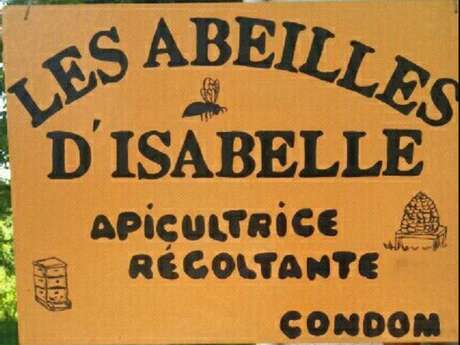 LES ABEILLES
D'ISABELLE
APICULTRICE
RÉCOLTANTE
CONDOM